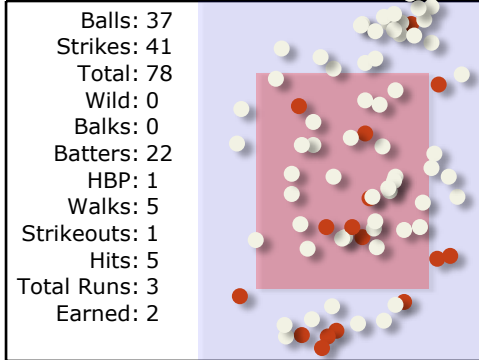 Balls: 37
Strikes: 41
Total: 78
Wild: 0
Balks: 0
Batters: 22
HBP: 1
Walks: 5
Strikeouts: 1
Hits: 5
Total Runs: 3
Earned: 2